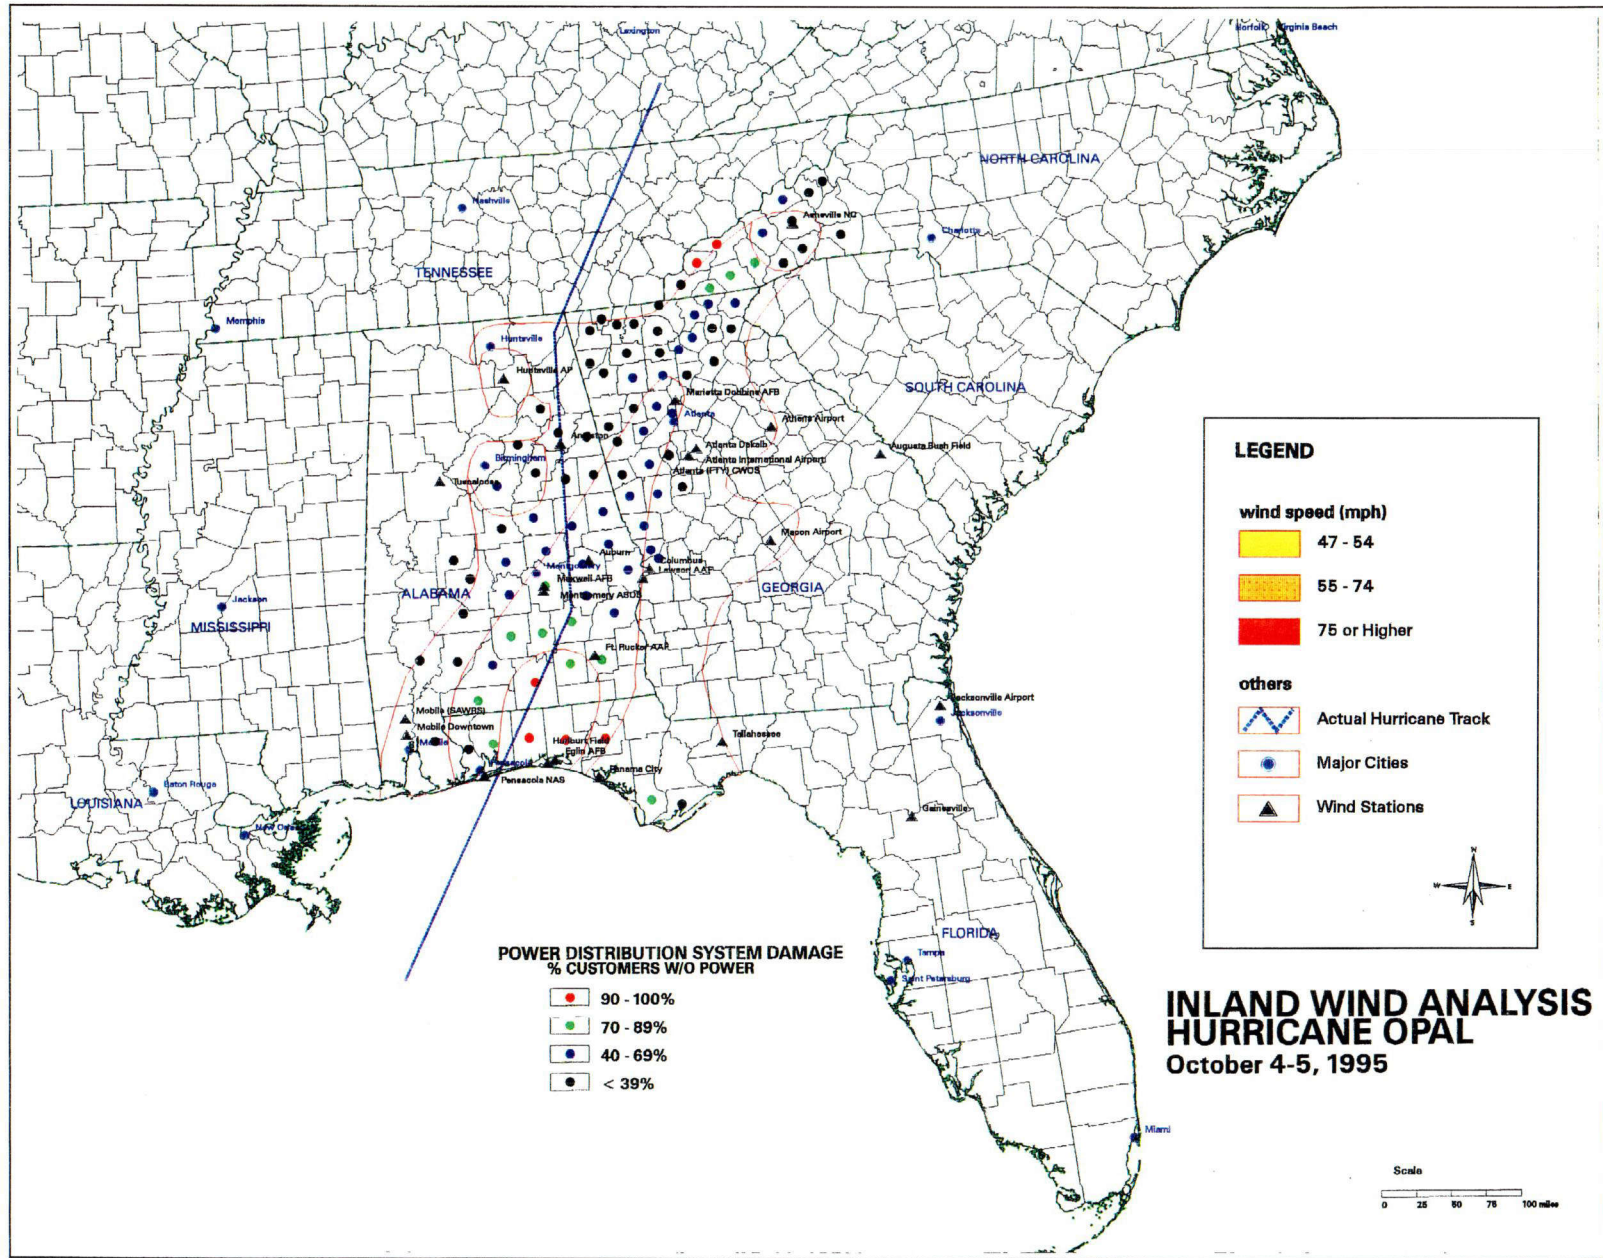 Lexington
Norfolk
Virginia Beach
NORTH CAROLINA
Nashville
Asheville NC
Charlotte
TENNESSEE
Memphis
Huntsville
Huntsville AP
SOUTH CAROLINA
Marietta Dobbins AFB
Atlanta
Athens Airport
Anniston
Atlanta Dekalb
Augusta Bush Field
Birmingham
Atlanta International Airport
Atlanta (FTY) CWOS
Tuscaloosa
Macon Airport
Auburn
Columbus
Montgomery
Lawson AAF
Maxwell AFB
ALABAMA
Montgomery ASOS
GEORGIA
Jackson
MISSISSIPPI
Ft. Rucker AAF
Jacksonville Airport
Jacksonville
Mobile (SAWRS)
Mobile Downtown
Mobile
Hurlburt Field
Eglin AFB
Tallahassee
Pensacola
Panama City
Pensacola NAS
Baton Rouge
LOUISIANA
Gainesville
New Orleans
FLORIDA
Tampa
Saint Petersburg
Miami
LEGEND
wind speed (mph)
47 - 54
55 - 74
75 or Higher
others
Actual Hurricane Track
Major Cities
Wind Stations
N
W E
S
POWER DISTRIBUTION SYSTEM DAMAGE
% CUSTOMERS W/O POWER
90 - 100%
70 - 89%
40 - 69%
< 39%
INLAND WIND ANALYSIS
HURRICANE OPAL
October 4-5, 1995
Scale
0 25 50 75 100 miles